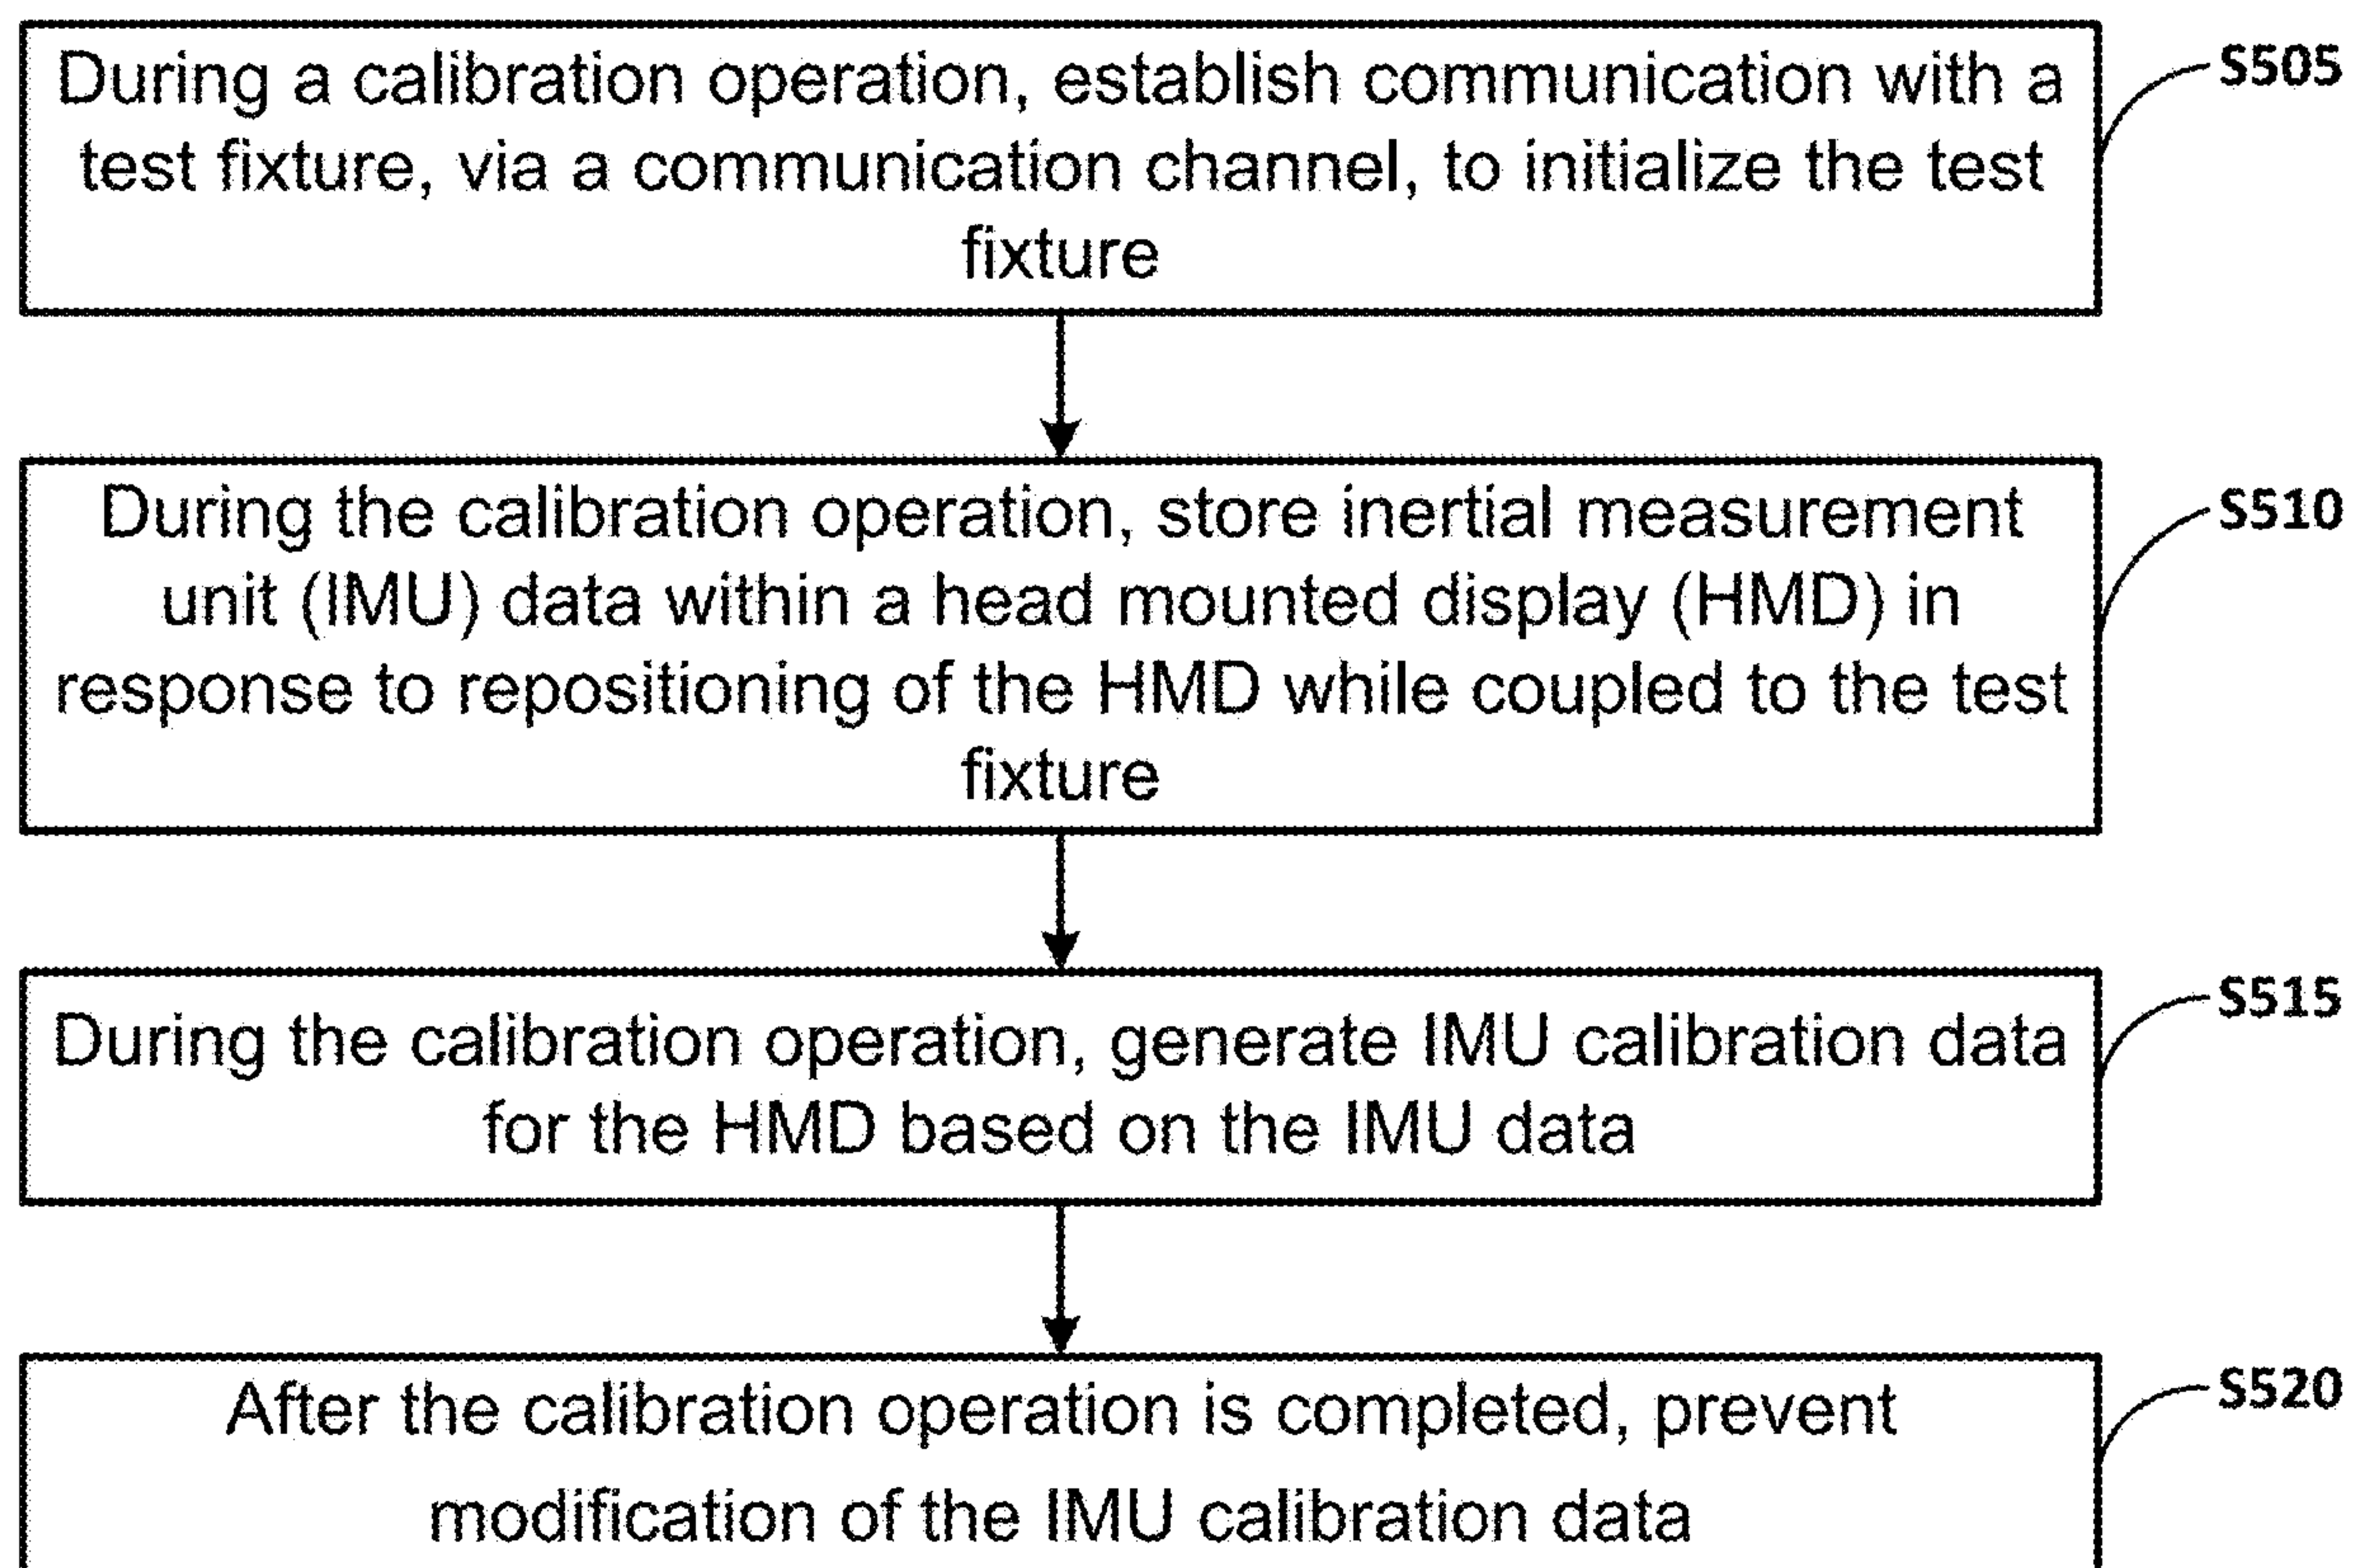 During a calibration operation, establish communication with a
test fixture, via a communication channel, to initialize the test
fixture
S505
During the calibration operation, store inertial measurement
unit (IMU) data within a head mounted display (HMD) in
response to repositioning of the HMD while coupled to the test
fixture
S510
During the calibration operation, generate IMU calibration data
for the HMD based on the IMU data
S515
After the calibration operation is completed, prevent
modification of the IMU calibration data
S520